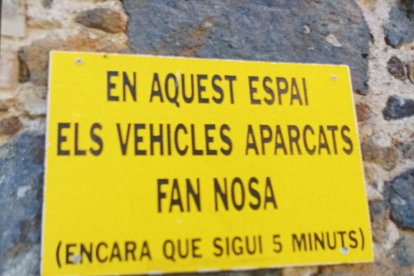 EN AQUEST ESPAI
ELS VEHICLES APARCATS
FAN NOSA
(ENCARA QUE SIGUI 5 MINUTS)